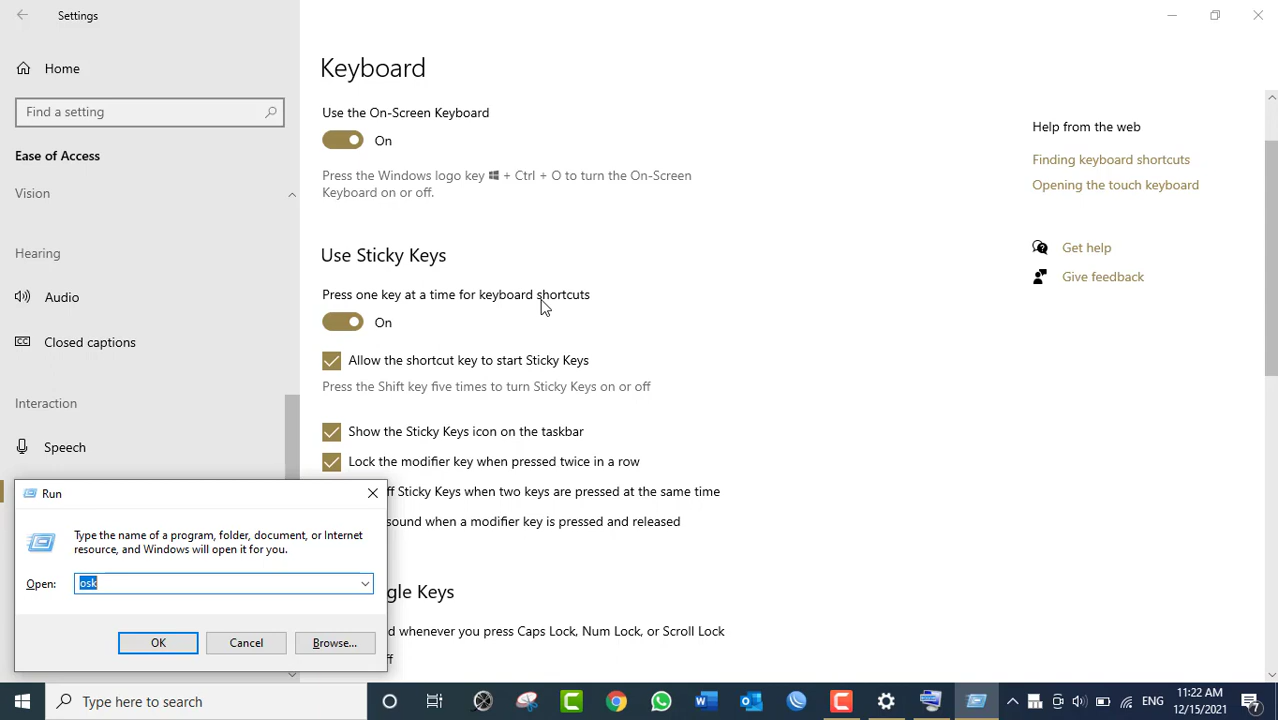 Settings
Home
Find a setting
Ease of Access
Vision
Hearing
Audio
Closed captions
Interaction
Speech
Keyboard
Use the On-Screen Keyboard
On
Press the Windows logo key + Ctrl + O to turn the On-Screen
Keyboard on or off.
Use Sticky Keys
Press one key at a time for keyboard shortcuts
On
Allow the shortcut key to start Sticky Keys
Press the Shift key five times to turn Sticky Keys on or off
Show the Sticky Keys icon on the taskbar
Lock the modifier key when pressed twice in a row
ff Sticky Keys when two keys are pressed at the same time
sound when a modifier key is pressed and released
gle Keys
d whenever you press Caps Lock, Num Lock, or Scroll Lock
ff
Help from the web
Finding keyboard shortcuts
Opening the touch keyboard
Get help
Give feedback
Run
Type the name of a program, folder, document, or Internet
resource, and Windows will open it for you.
Open: osk
OK Cancel Browse...
Type here to search
ENG
11:22 AM
12/15/2021
7